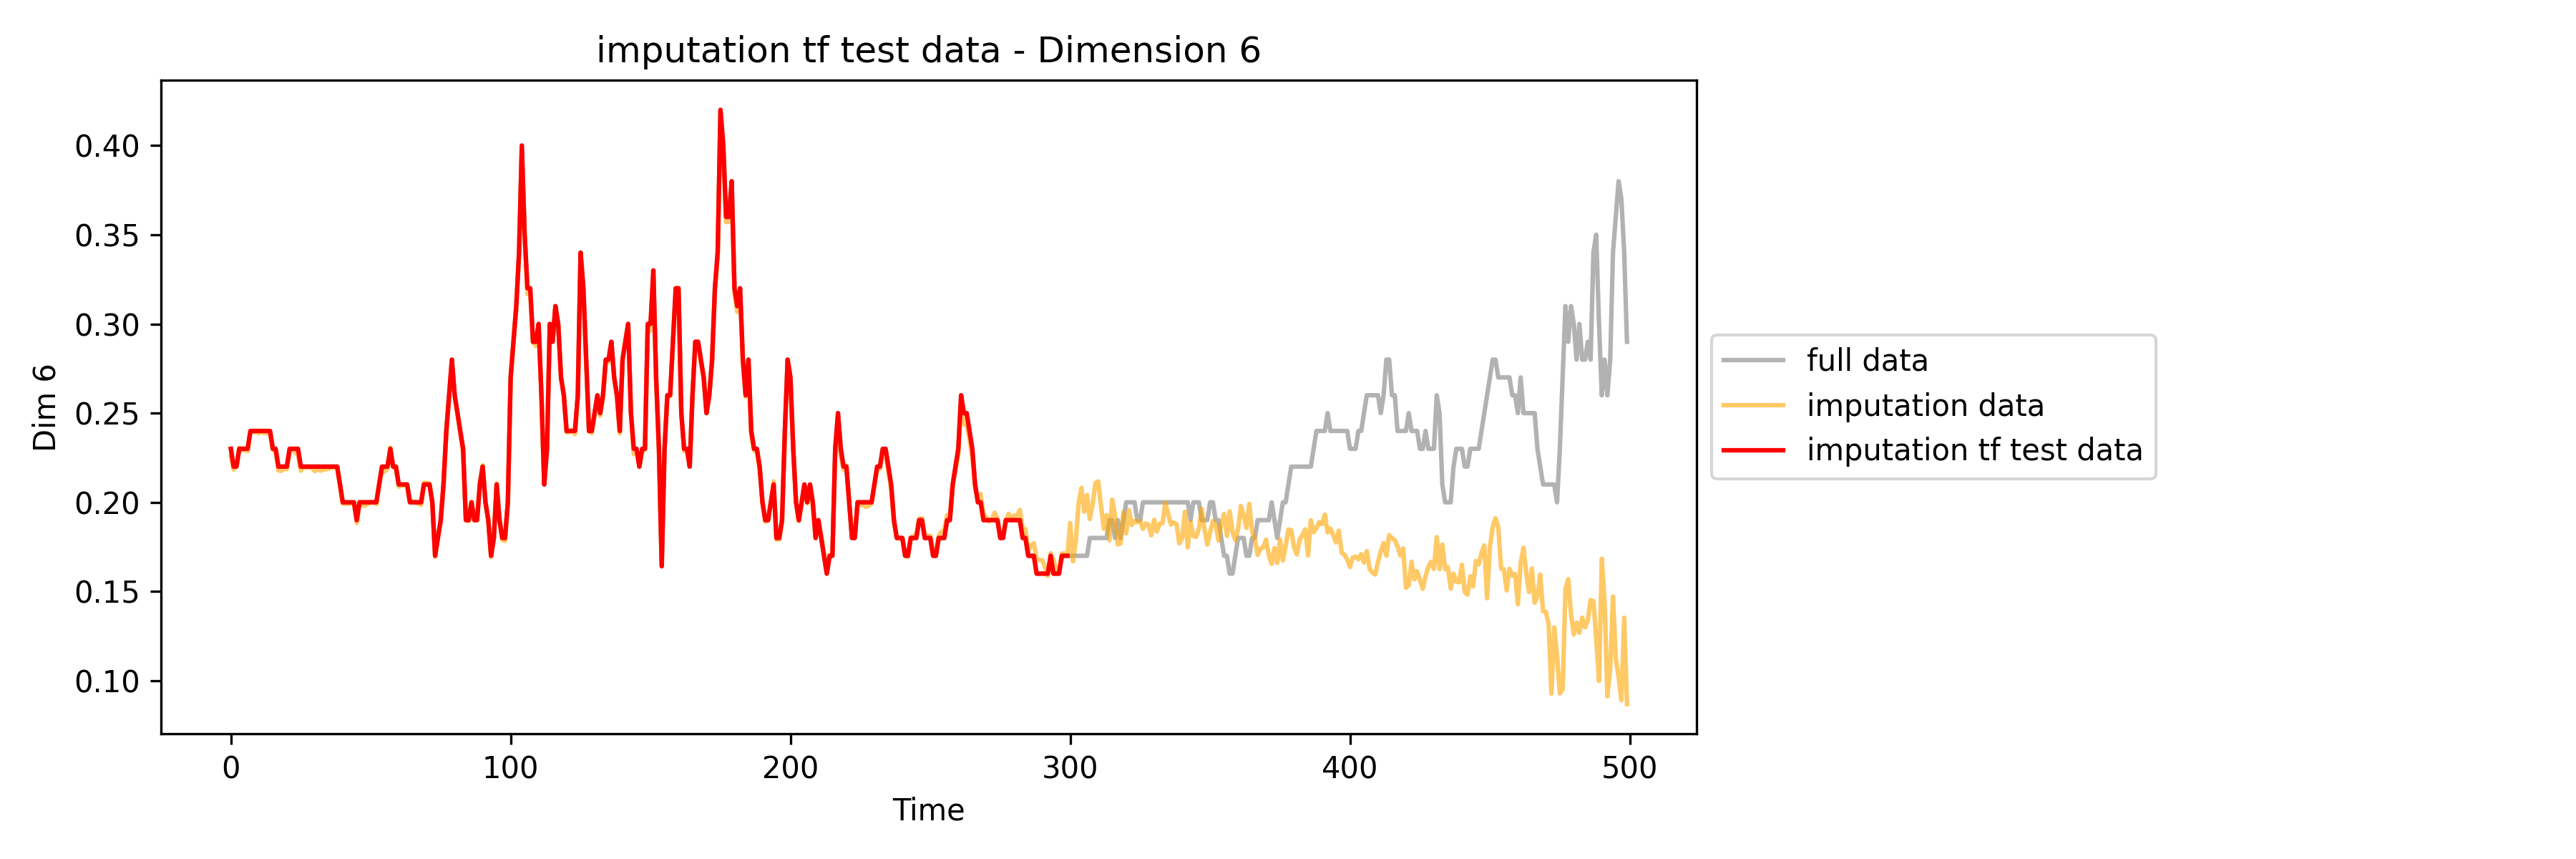 imputation tf test data - Dimension 6
0.40
0.35
0.30
0.25
0.20
0.15
0.10
Dim 6
0 100 200 300 400 500
Time
full data
imputation data
imputation tf test data